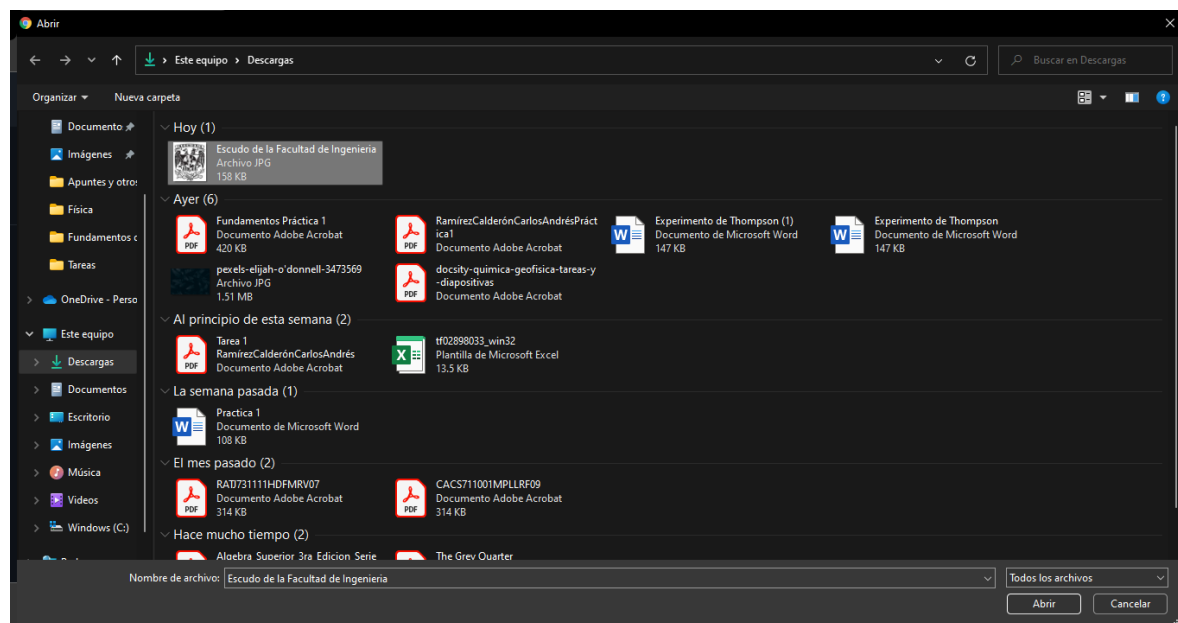 Abrir
Este equipo > Descargas
Buscar en Descargas
Organizar
Nueva carpeta
Documento
Imágenes
Apuntes y otro
Física
Fundamentos
Tareas
OneDrive - Perso
Este equipo
Descargas
Documentos
Escritorio
Imágenes
Música
Videos
Windows (C:)
Hoy (1)
Escudo de la Facultad de Ingenieria
Archivo JPG
158 KB
Ayer (6)
Fundamentos Práctica 1
Documento Adobe Acrobat
420 KB
PDF
RamírezCalderónCarlosAndrésPráct
ica1
Documento Adobe Acrobat
PDF
Experimento de Thompson (1)
Documento de Microsoft Word
147 KB
Experimento de Thompson
Documento de Microsoft Word
147 KB
pexels-elijah-o'donnell-3473569
Archivo JPG
1.51 MB
docsity-quimica-geofisica-tareas-y
-diapositivas
Documento Adobe Acrobat
PDF
Al principio de esta semana (2)
Tarea 1
RamírezCalderónCarlosAndrés
Documento Adobe Acrobat
PDF
tf02898033_win32
Plantilla de Microsoft Excel
13.5 KB
La semana pasada (1)
Practica 1
Documento de Microsoft Word
108 KB
El mes pasado (2)
RATJ731111HDFMRV07
Documento Adobe Acrobat
314 KB
PDF
CACS711001MPLLRF09
Documento Adobe Acrobat
314 KB
PDF
Hace mucho tiempo (2)
Algebra Superior 3ra Edicion Serie
The Grey Quarter
Nombre de archivo: Escudo de la Facultad de Ingenieria
Todos los archivos
Abrir
Cancelar